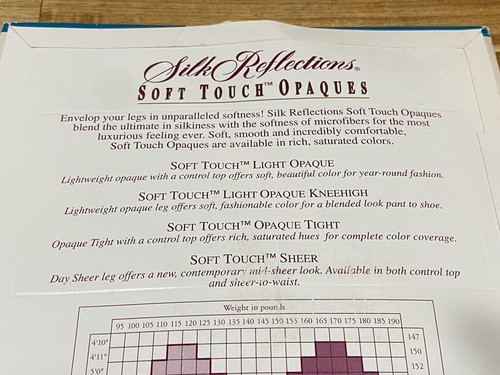 Silk Reflections®
SOFT TOUCH™ OPAQUES
Envelop your legs in unparalleled softness! Silk Reflections Soft Touch Opaques
blend the ultimate in silkiness with the softness of microfibers for the most
luxurious feeling ever. Soft, smooth and incredibly comfortable,
Soft Touch Opaques are available in rich, saturated colors.
SOFT TOUCH™ LIGHT OPAQUE
Lightweight opaque with a control top offers soft, beautiful color for year-round fashion.
SOFT TOUCH™ LIGHT OPAQUE KNEEHIGH
Lightweight opaque leg offers soft, fashionable color for a blended look pant to shoe.
SOFT TOUCH™ OPAQUE TIGHT
Opaque Tight with a control top offers rich, saturated hues for complete color coverage.
SOFT TOUCH™ SHEER
Day Sheer leg offers a new, contemporary mid-sheer look. Available in both control top
and sheer-to-waist.
Weight in pounds
95 100 105 110 115 120 125 130 135 140 145 150 155 160 165 170 175 180 185 190
4'10" 147
4'11" 150
5'0" 152